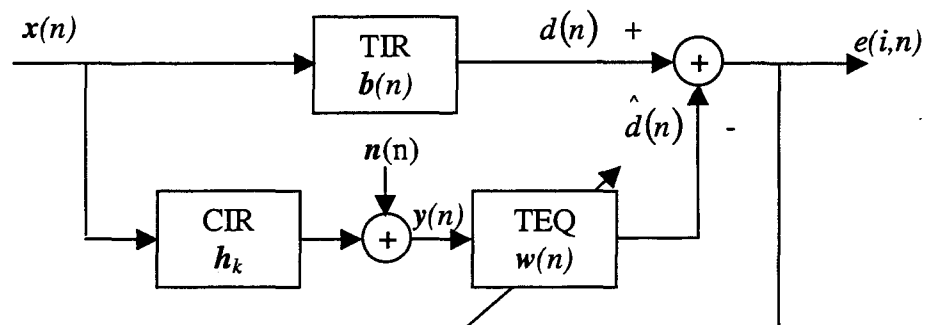 x(n)
TIR
b(n)
d(n) +
+
e(i,n)
d̂(n) -
n(n)
CIR
h_k
+
y(n)
TEQ
w(n)